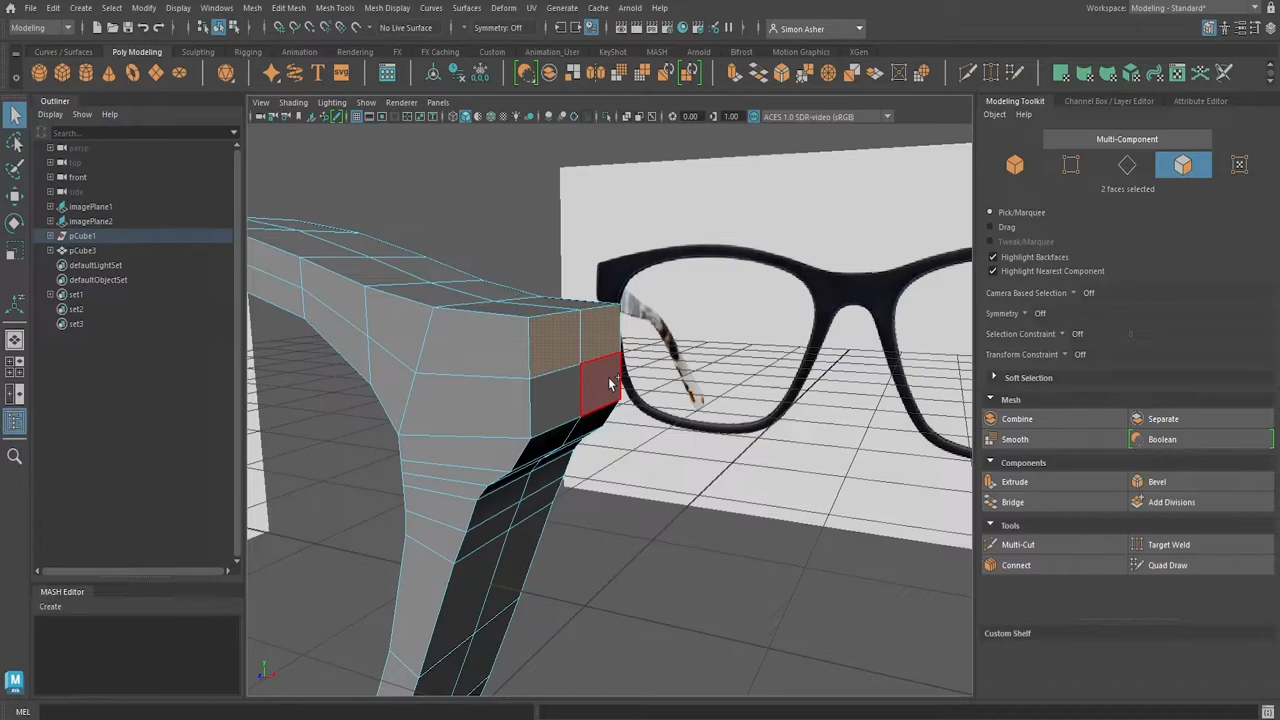 File Edit Create Select Modify Display Windows Mesh Edit Mesh Mesh Tools Mesh Display Curves Surfaces Deform UV Generate Cache Arnold Help Workspace: Modeling - Standard*
Modeling No Live Surface Symmetry: Off Simon Asher
Curves / Surfaces Poly Modeling Sculpting Rigging Animation Rendering FX FX Caching Custom Animation_User KeyShot MASH Arnold Bifrost Motion Graphics XGen
T SVG
Outliner
Display Show Help
Search...
persp
top
front
side
imagePlane1
imagePlane2
pCube1
pCube3
defaultLightSet
defaultObjectSet
set1
set2
set3
MASH Editor
Create
View Shading Lighting Show Renderer Panels
0.00 1.00 ACES 1.0 SDR-video (sRGB)
y
x
Modeling Toolkit Channel Box / Layer Editor Attribute Editor
Object Help
Multi-Component
2 faces selected
Pick/Marquee
Drag
Tweak/Marquee
Highlight Backfaces
Highlight Nearest Component
Camera Based Selection Off
Symmetry Off
Selection Constraint Off 0
Transform Constraint Off
Soft Selection
Mesh
Combine Separate
Smooth Boolean
Components
Extrude Bevel
Bridge Add Divisions
Tools
Multi-Cut Target Weld
Connect Quad Draw
Custom Shelf
M
MEL